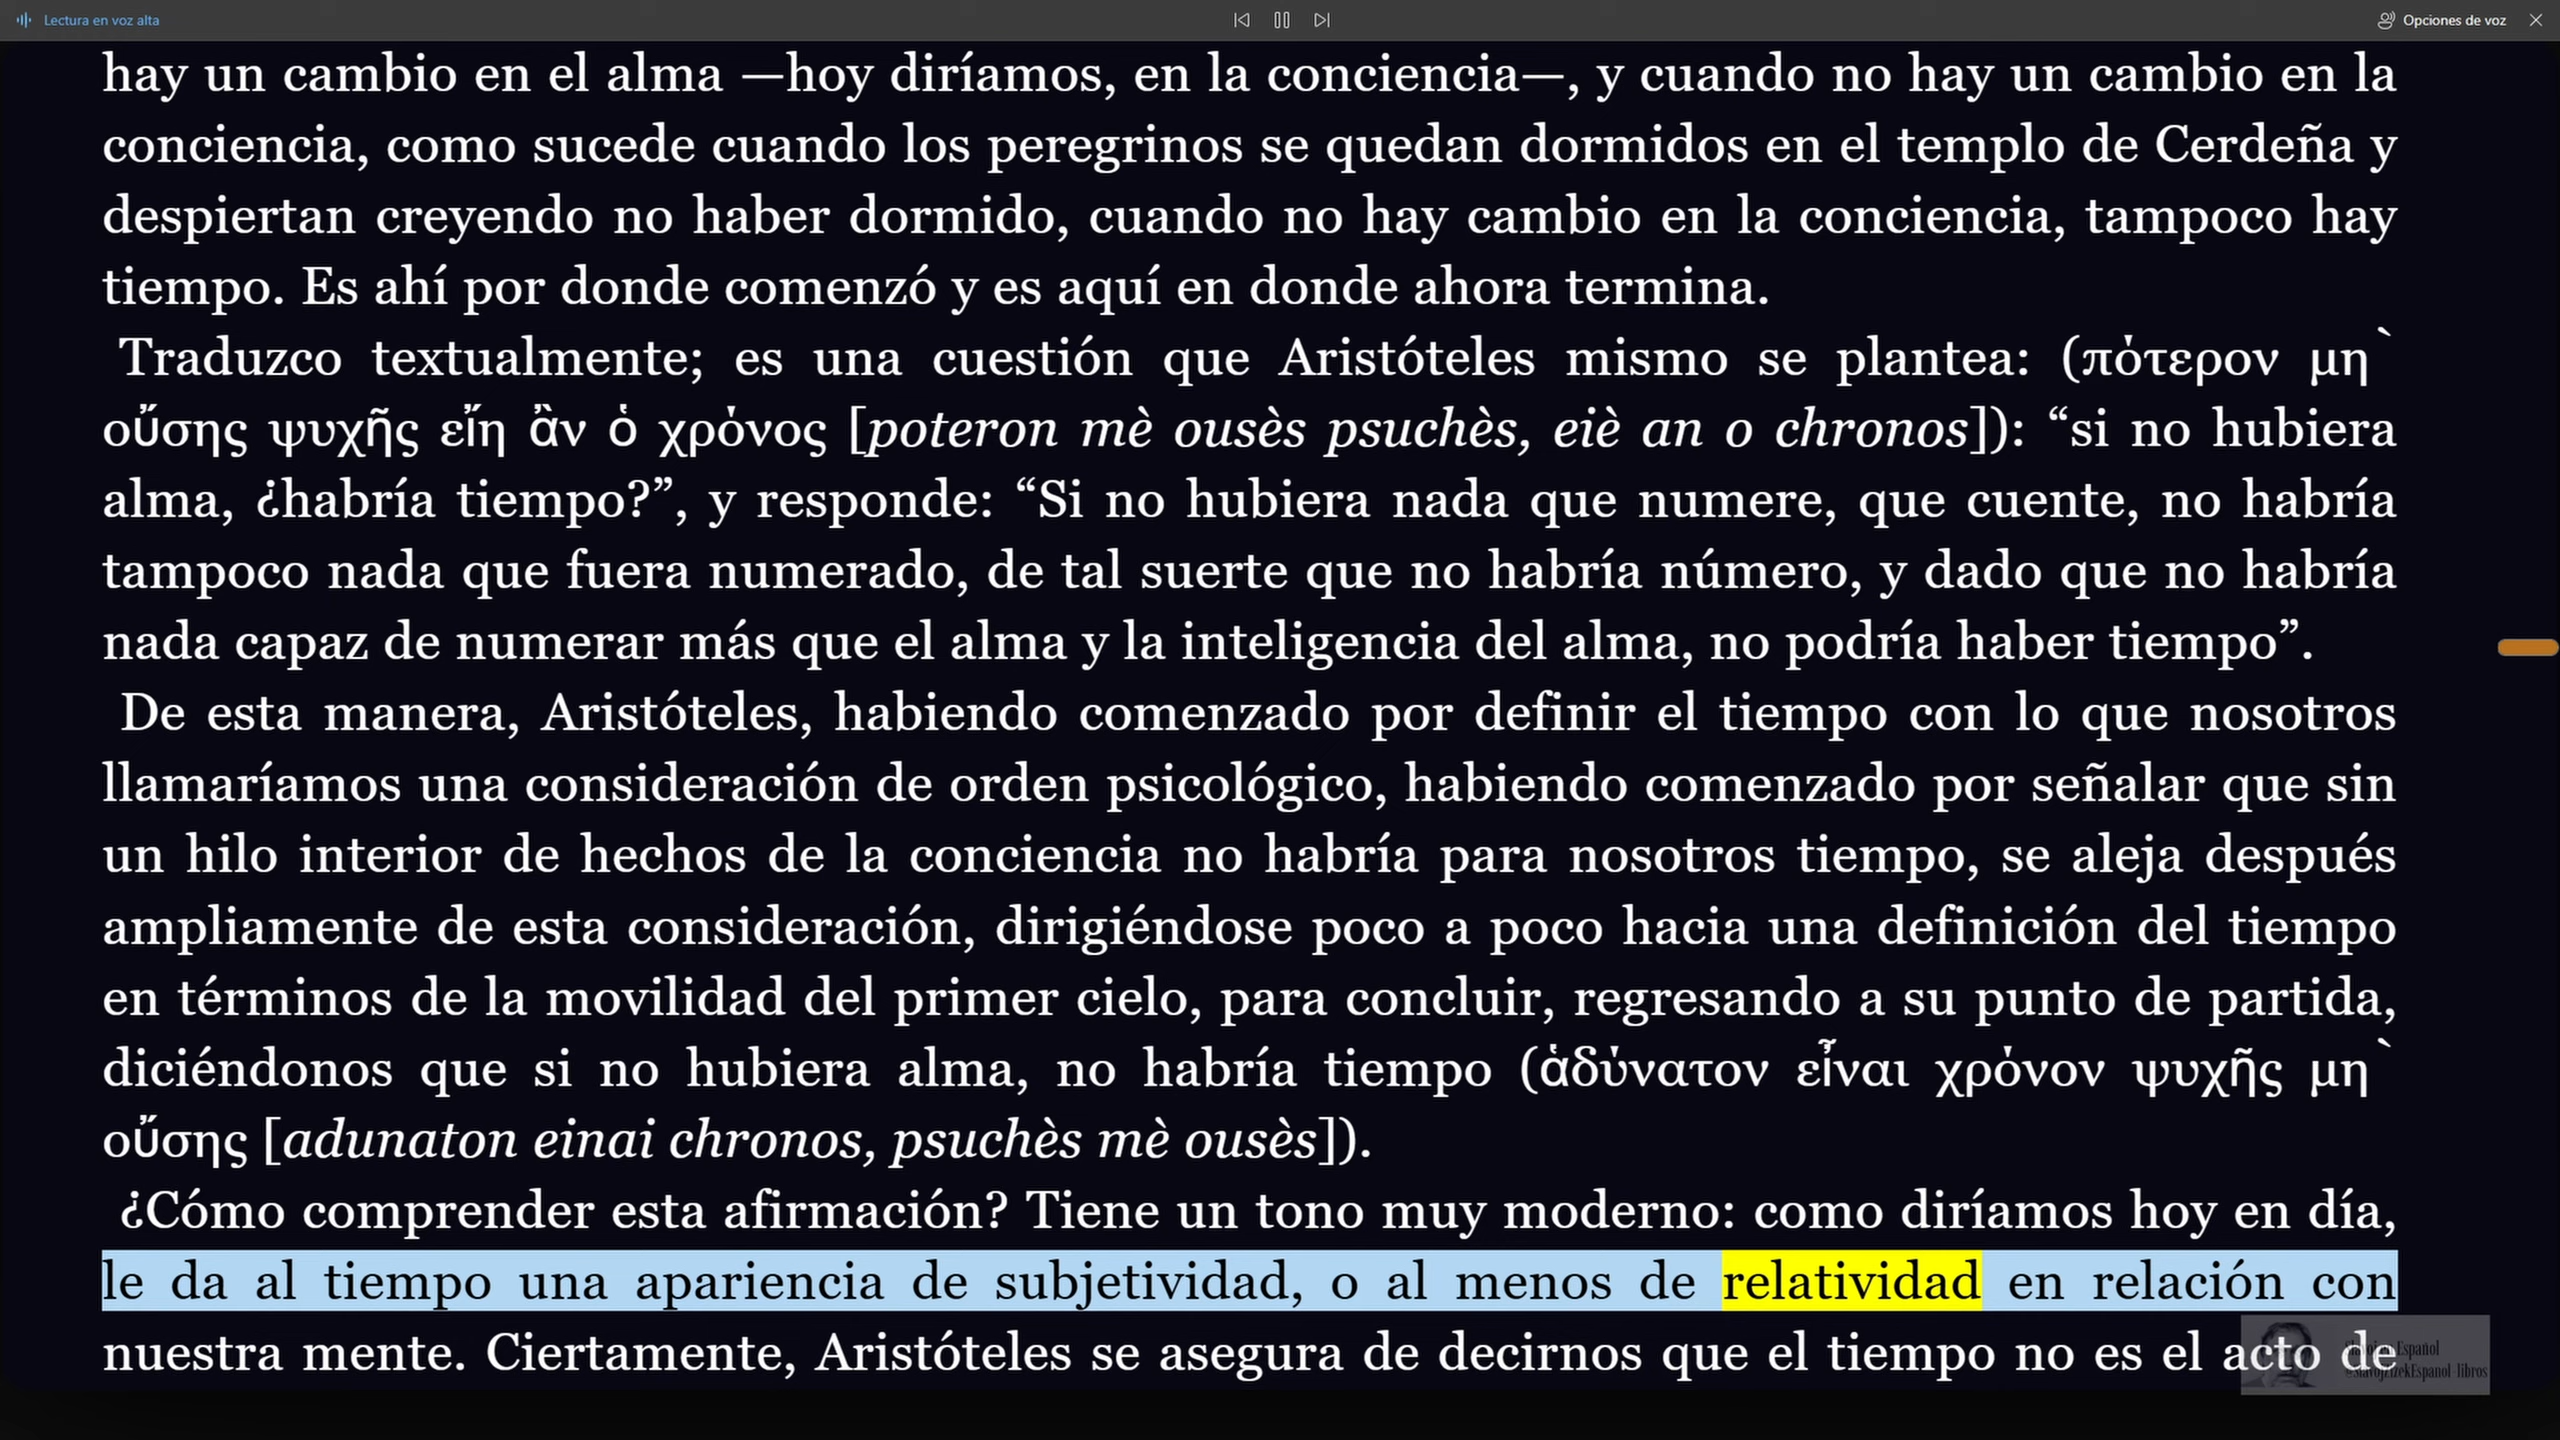 Lectura en voz alta
Opciones de voz
hay un cambio en el alma —hoy diríamos, en la conciencia—, y cuando no hay un cambio en la
conciencia, como sucede cuando los peregrinos se quedan dormidos en el templo de Cerdeña y
despiertan creyendo no haber dormido, cuando no hay cambio en la conciencia, tampoco hay
tiempo. Es ahí por donde comenzó y es aquí en donde ahora termina.
Traduzco textualmente; es una cuestión que Aristóteles mismo se plantea: (πὀτερον μη`
οὔσης ψυχῆς εἴη ἂν ὁ χρὀνος [poteron mè ousès psuchès, eiè an o chronos]): “si no hubiera
alma, ¿habría tiempo?”, y responde: “Si no hubiera nada que numere, que cuente, no habría
tampoco nada que fuera numerado, de tal suerte que no habría número, y dado que no habría
nada capaz de numerar más que el alma y la inteligencia del alma, no podría haber tiempo”.
De esta manera, Aristóteles, habiendo comenzado por definir el tiempo con lo que nosotros
llamaríamos una consideración de orden psicológico, habiendo comenzado por señalar que sin
un hilo interior de hechos de la conciencia no habría para nosotros tiempo, se aleja después
ampliamente de esta consideración, dirigiéndose poco a poco hacia una definición del tiempo
en términos de la movilidad del primer cielo, para concluir, regresando a su punto de partida,
diciéndonos que si no hubiera alma, no habría tiempo (ἀδὐνατον εἶναι χρὀνον ψυχῆς μη`
οὔσης [adunaton einai chronos, psuchès mè ousès]).
¿Cómo comprender esta afirmación? Tiene un tono muy moderno: como diríamos hoy en día,
le da al tiempo una apariencia de subjetividad, o al menos de relatividad en relación con
nuestra mente. Ciertamente, Aristóteles se asegura de decirnos que el tiempo no es el acto de
Español
@SlavojZizekEspanol-libros